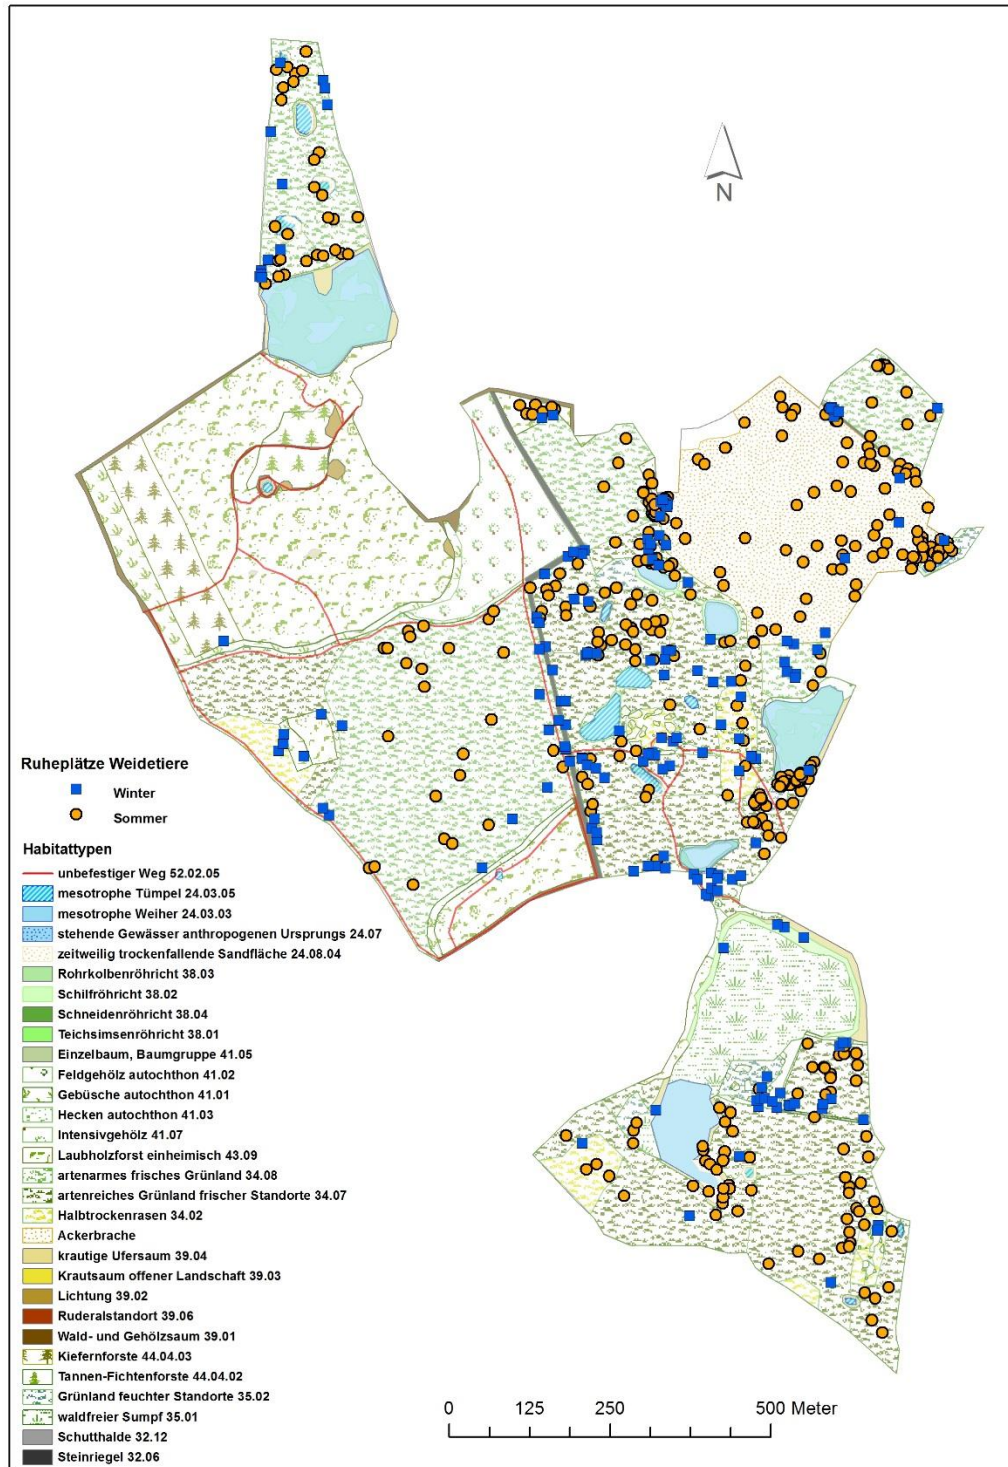 N
Ruheplätze Weidetiere
Winter
Sommer
Habitattypen
unbefestiger Weg 52.02.05
mesotrophe Tümpel 24.03.05
mesotrophe Weiher 24.03.03
stehende Gewässer anthropogenen Ursprungs 24.07
zeitweilig trockenfallende Sandfläche 24.08.04
Rohrkolbenröhricht 38.03
Schilfröhricht 38.02
Schneidenröhricht 38.04
Teichsimsenröhricht 38.01
Einzelbaum, Baumgruppe 41.05
Feldgehölz autochthon 41.02
Gebüsche autochthon 41.01
Hecken autochthon 41.03
Intensivgehölz 41.07
Laubholzforst einheimisch 43.09
artenarmes frisches Grünland 34.08
artenreiches Grünland frischer Standorte 34.07
Halbtrockenrasen 34.02
Ackerbrache
krautige Ufersaum 39.04
Krautsaum offener Landschaft 39.03
Lichtung 39.02
Ruderalstandort 39.06
Wald- und Gehölzsaum 39.01
Kiefernforste 44.04.03
Tannen-Fichtenforste 44.04.02
Grünland feuchter Standorte 35.02
waldfreier Sumpf 35.01
Schutthalde 32.12
Steinriegel 32.06
0 125 250 500 Meter